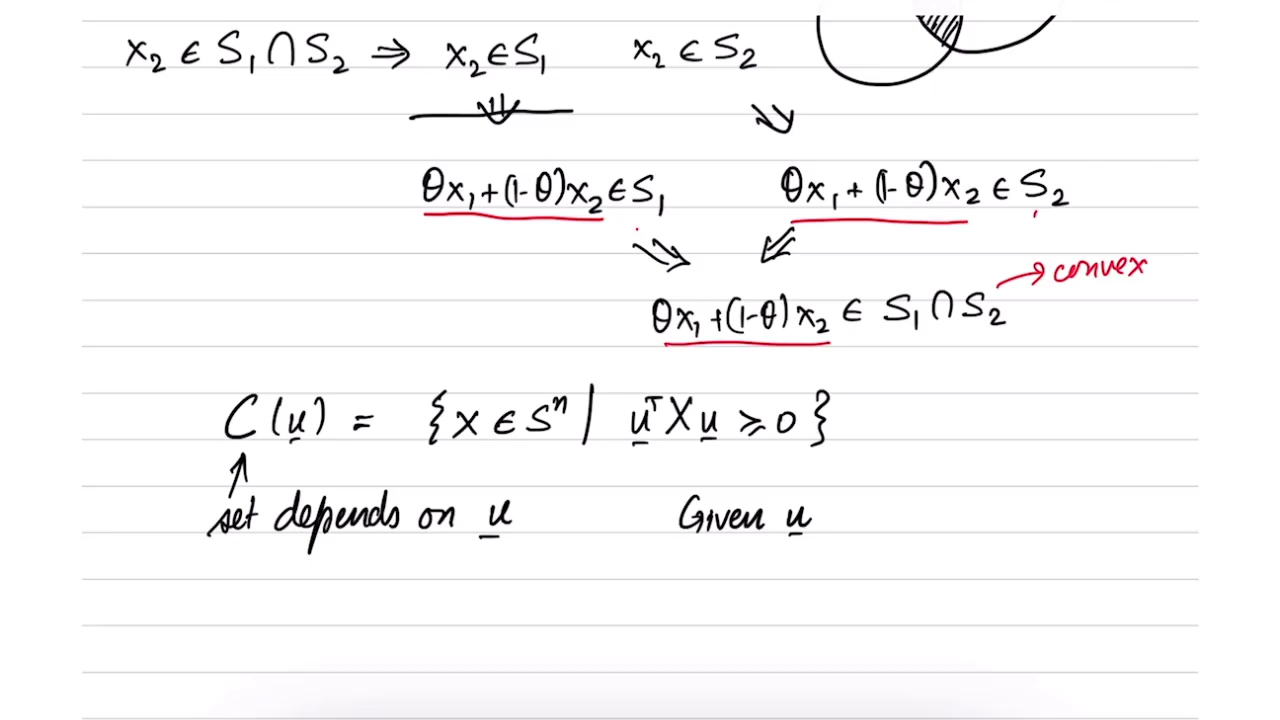 x₂ ∈ S₁ ∩ S₂ ⇒ x₂ ∈ S₁ x₂ ∈ S₂
θx₁ + (1-θ)x₂ ∈ S₁ θx₁ + (1-θ)x₂ ∈ S₂
convex
θx₁ + (1-θ)x₂ ∈ S₁ ∩ S₂
C(u) = {X ∈ Sⁿ | uᵀXu ≥ 0}
set depends on u Given u